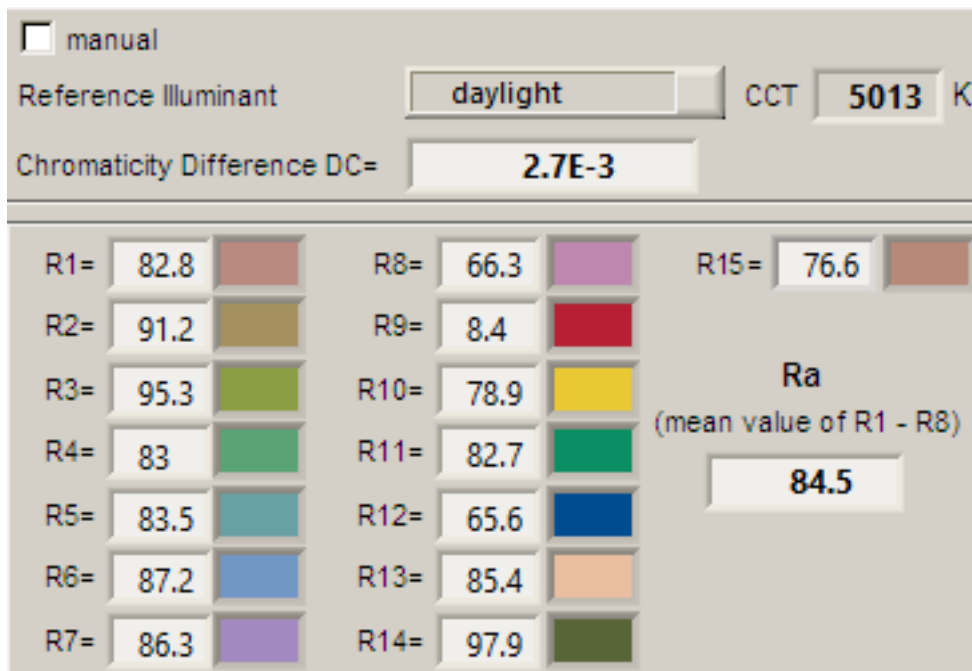 manual
Reference Illuminant daylight CCT 5013 K
Chromaticity Difference DC= 2.7E-3
R1= 82.8 R8= 66.3 R15= 76.6
R2= 91.2 R9= 8.4
R3= 95.3 R10= 78.9 Ra
(mean value of R1 - R8)
R4= 83 R11= 82.7
84.5
R5= 83.5 R12= 65.6
R6= 87.2 R13= 85.4
R7= 86.3 R14= 97.9